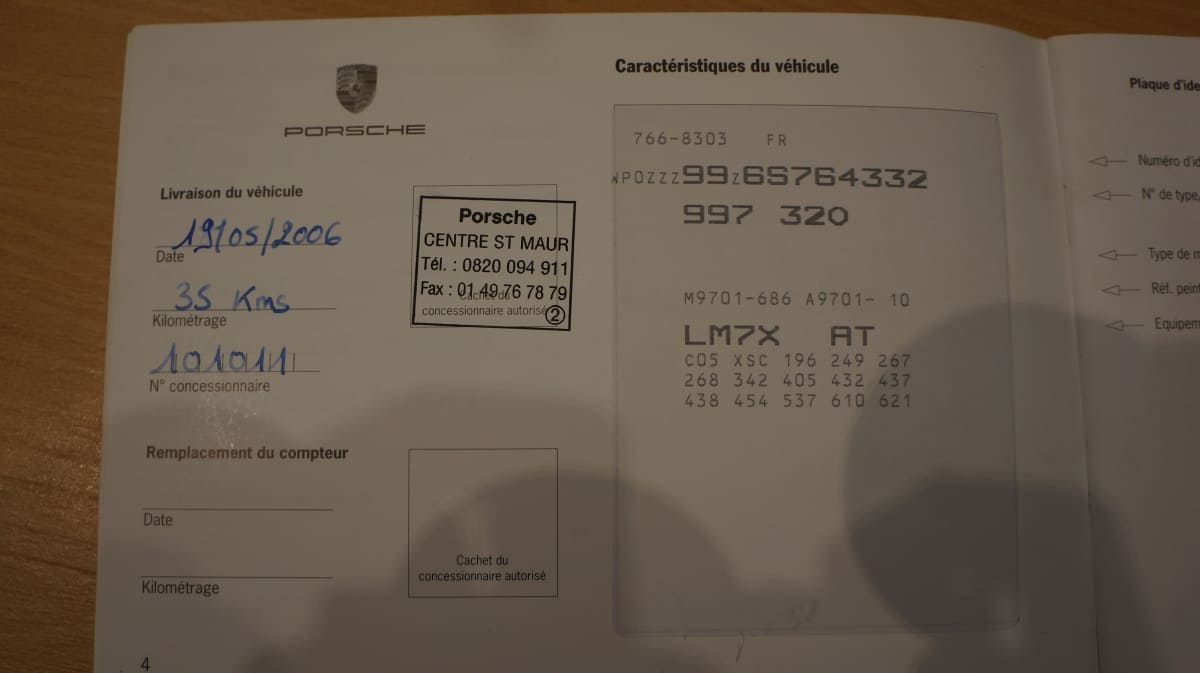 PORSCHE
Livraison du véhicule
19/05/2006
Date
35 Kms
Kilométrage
1010111
N° concessionnaire
Porsche
CENTRE ST MAUR
Tél. : 0820 094 911
Fax : 01 49 76 78 79
Cachet du
concessionnaire autorisé
2
Remplacement du compteur
Date
Kilométrage
Cachet du
concessionnaire autorisé
4
Caractéristiques du véhicule
766-8303 FR
WPOZZZ99Z6S764332
997 320
M9701-686 A9701- 10
LM7X AT
C05 XSC 196 249 267
268 342 405 432 437
438 454 537 610 621
Plaque d'ide
Numéro d'id
N° de type
Type de m
Réf. peint
Equipem